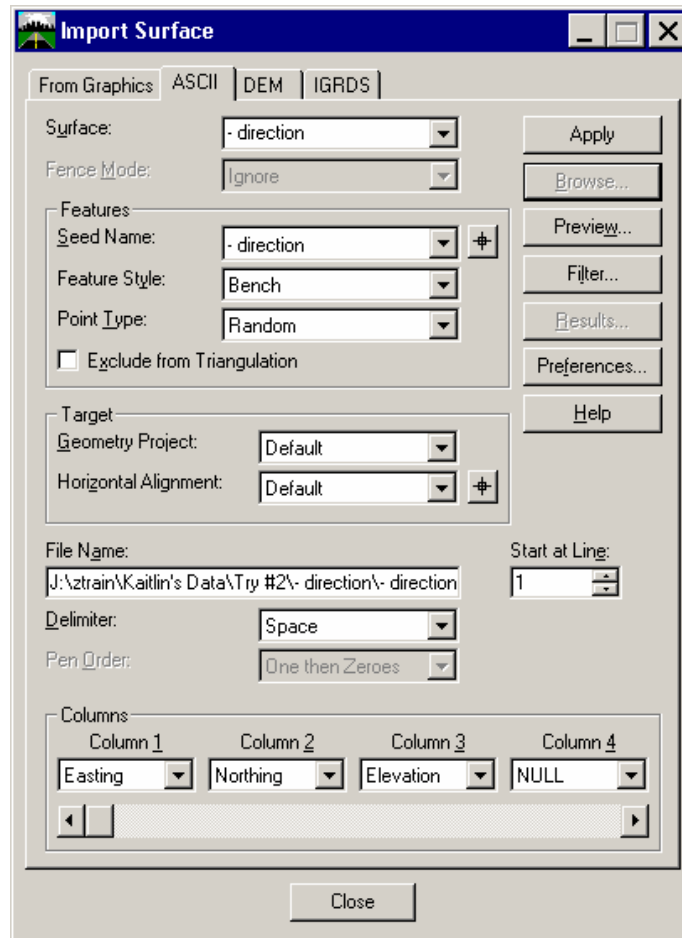 Import Surface
From Graphics ASCII DEM IGRDS
Surface: - direction Apply
Fence Mode: Ignore Browse...
Features Preview...
Seed Name: - direction
Feature Style: Bench Filter...
Point Type: Random Results...
Exclude from Triangulation Preferences...
Target Help
Geometry Project: Default
Horizontal Alignment: Default
File Name: Start at Line:
J:\ztrain\Kaitlin's Data\Try #2\- direction\- direction 1
Delimiter: Space
Pen Order: One then Zeroes
Columns
Column 1 Column 2 Column 3 Column 4
Easting Northing Elevation NULL
Close